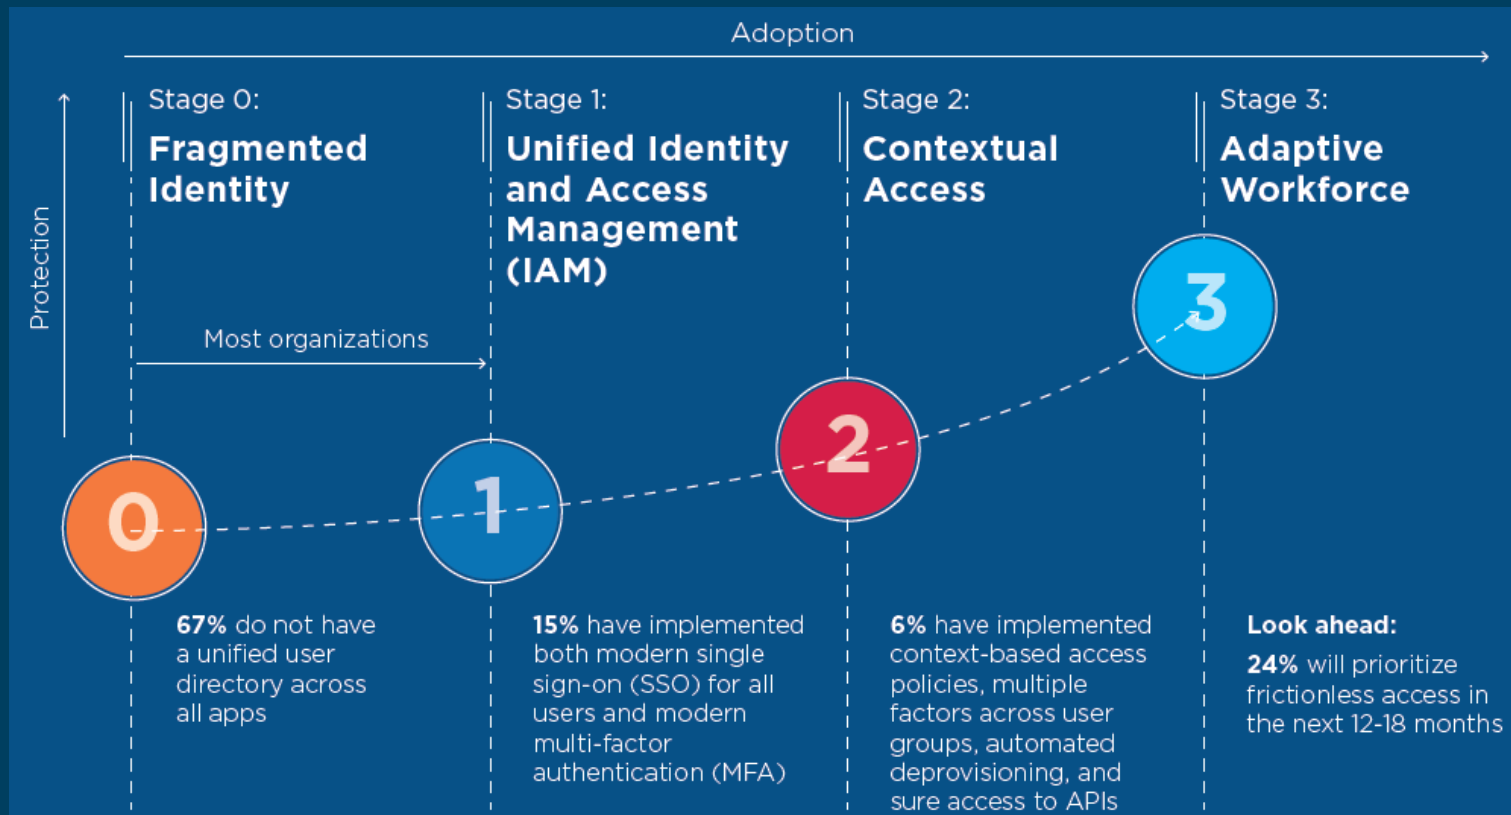 Adoption
Protection
Stage 0:
Fragmented
Identity
Stage 1:
Unified Identity
and Access
Management
(IAM)
Stage 2:
Contextual
Access
Stage 3:
Adaptive
Workforce
Most organizations
0
1
2
3
67% do not have
a unified user
directory across
all apps
15% have implemented
both modern single
sign-on (SSO) for all
users and modern
multi-factor
authentication (MFA)
6% have implemented
context-based access
policies, multiple
factors across user
groups, automated
deprovisioning, and
sure access to APIs
Look ahead:
24% will prioritize
frictionless access in
the next 12-18 months